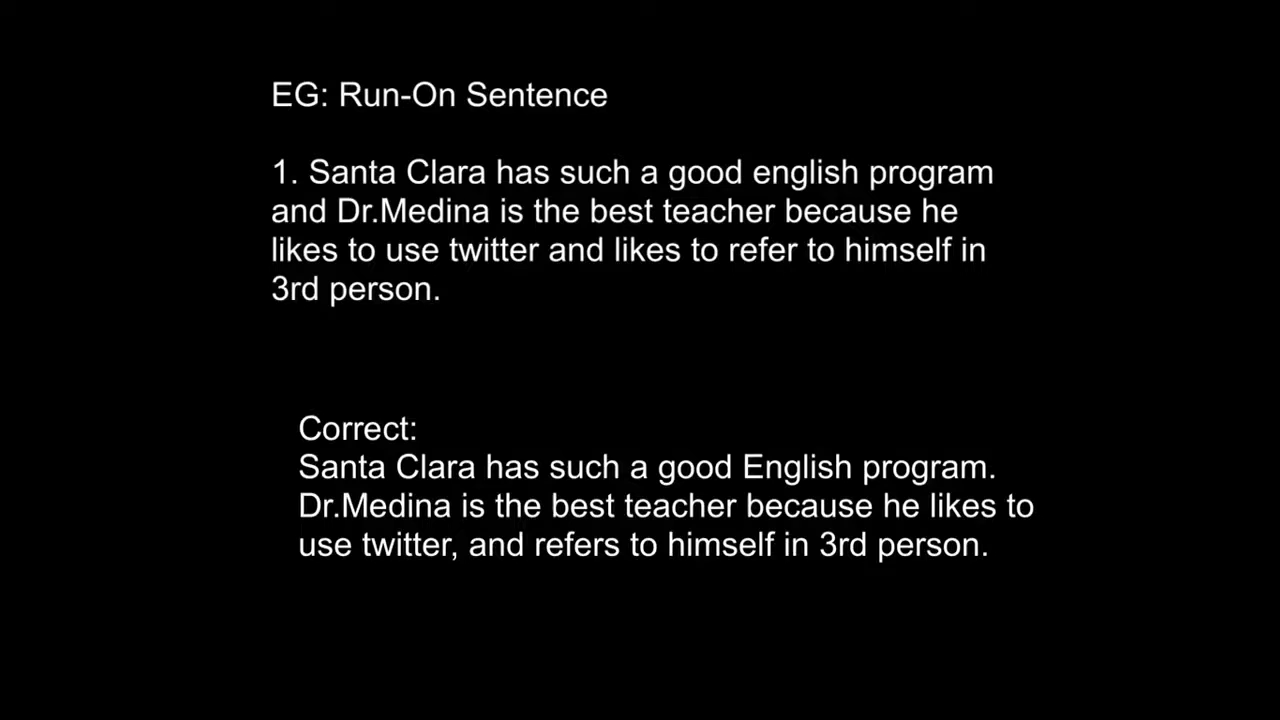 EG: Run-On Sentence
1. Santa Clara has such a good english program
and Dr.Medina is the best teacher because he
likes to use twitter and likes to refer to himself in
3rd person.
Correct:
Santa Clara has such a good English program.
Dr.Medina is the best teacher because he likes to
use twitter, and refers to himself in 3rd person.